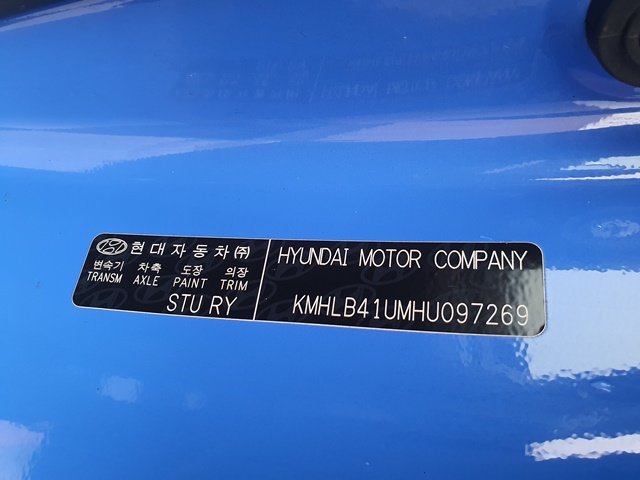 현대자동차㈜
변속기 차축 도장 의장
TRANSM AXLE PAINT TRIM
STU RY
HYUNDAI MOTOR COMPANY
KMHLB41UMHU097269